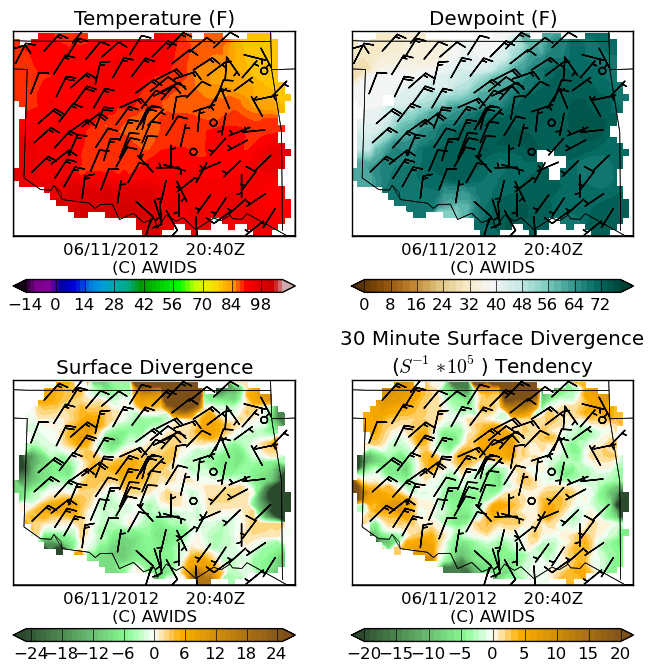 Temperature (F)
Dewpoint (F)
06/11/2012 20:40Z
(C) AWIDS
−14 0 14 28 42 56 70 84 98
06/11/2012 20:40Z
(C) AWIDS
0 8 16 24 32 40 48 56 64 72
Surface Divergence
30 Minute Surface Divergence
(S⁻¹ *10⁵ ) Tendency
06/11/2012 20:40Z
(C) AWIDS
−24 −18 −12 −6 0 6 12 18 24
06/11/2012 20:40Z
(C) AWIDS
−20 −15 −10 −5 0 5 10 15 20